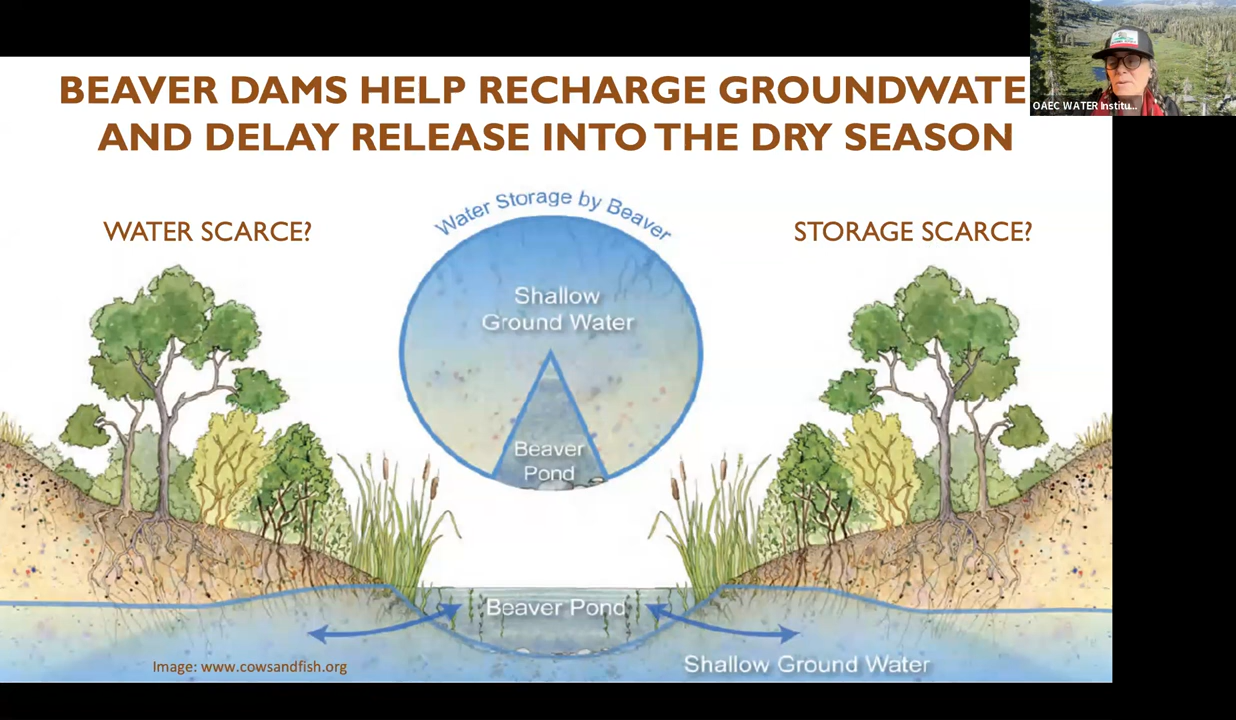 BEAVER DAMS HELP RECHARGE GROUNDWATE
AND DELAY RELEASE INTO THE DRY SEASON
OAEC WATER Institu...
WATER SCARCE?
Water Storage by Beaver
STORAGE SCARCE?
Shallow
Ground Water
Beaver
Pond
Beaver Pond
Image: www.cowsandfish.org
Shallow Ground Water